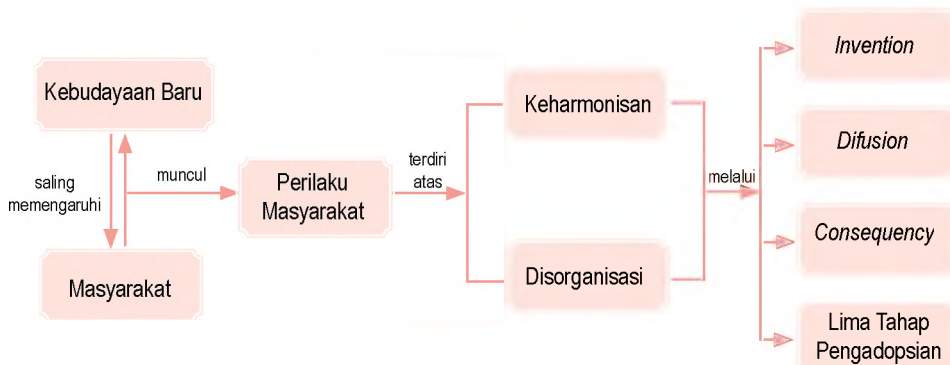 Kebudayaan Baru
saling
memengaruhi
Masyarakat
muncul
Perilaku
Masyarakat
terdiri
atas
Keharmonisan
Disorganisasi
melalui
Invention
Difusion
Consequency
Lima Tahap
Pengadopsian